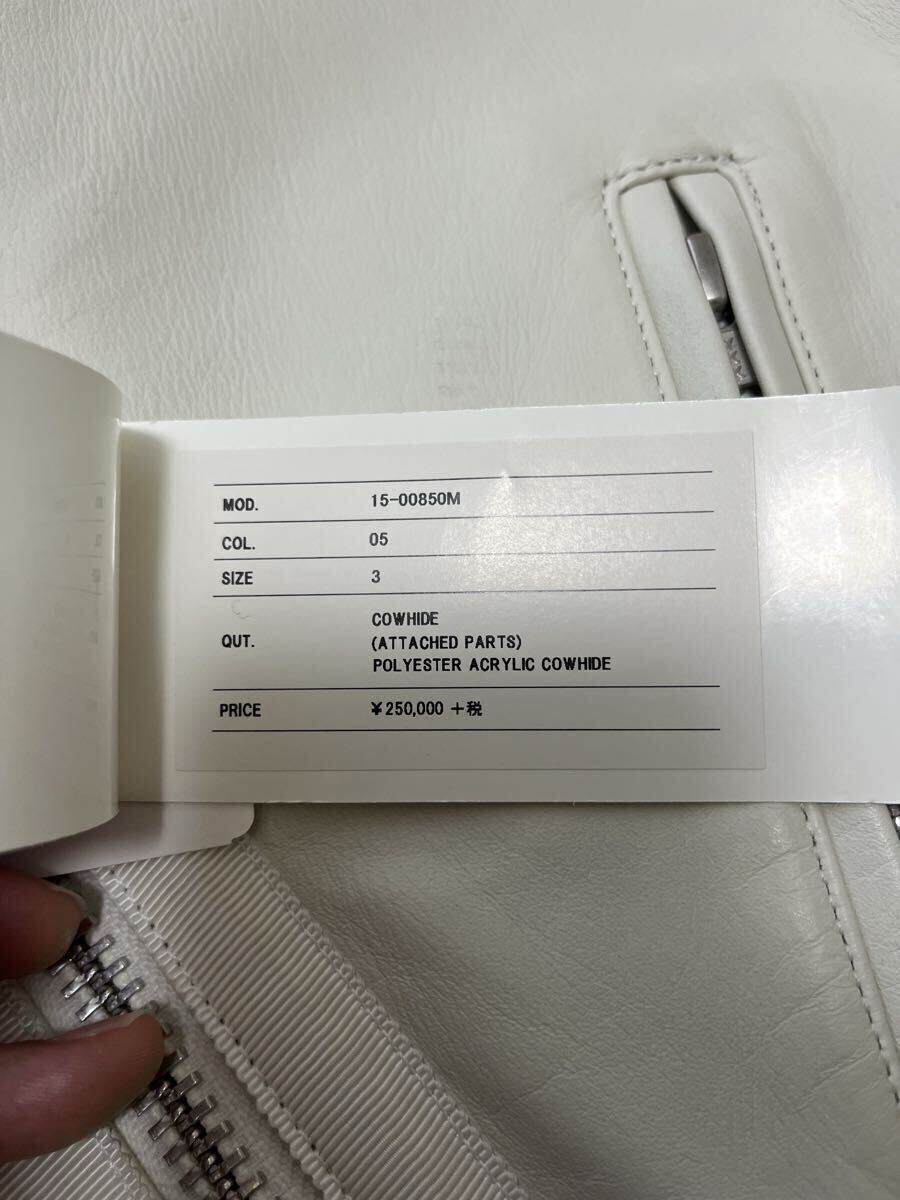 MOD. 15-00850M
COL. 05
SIZE 3
QUT. COWHIDE
(ATTACHED PARTS)
POLYESTER ACRYLIC COWHIDE
PRICE ¥250,000 +税